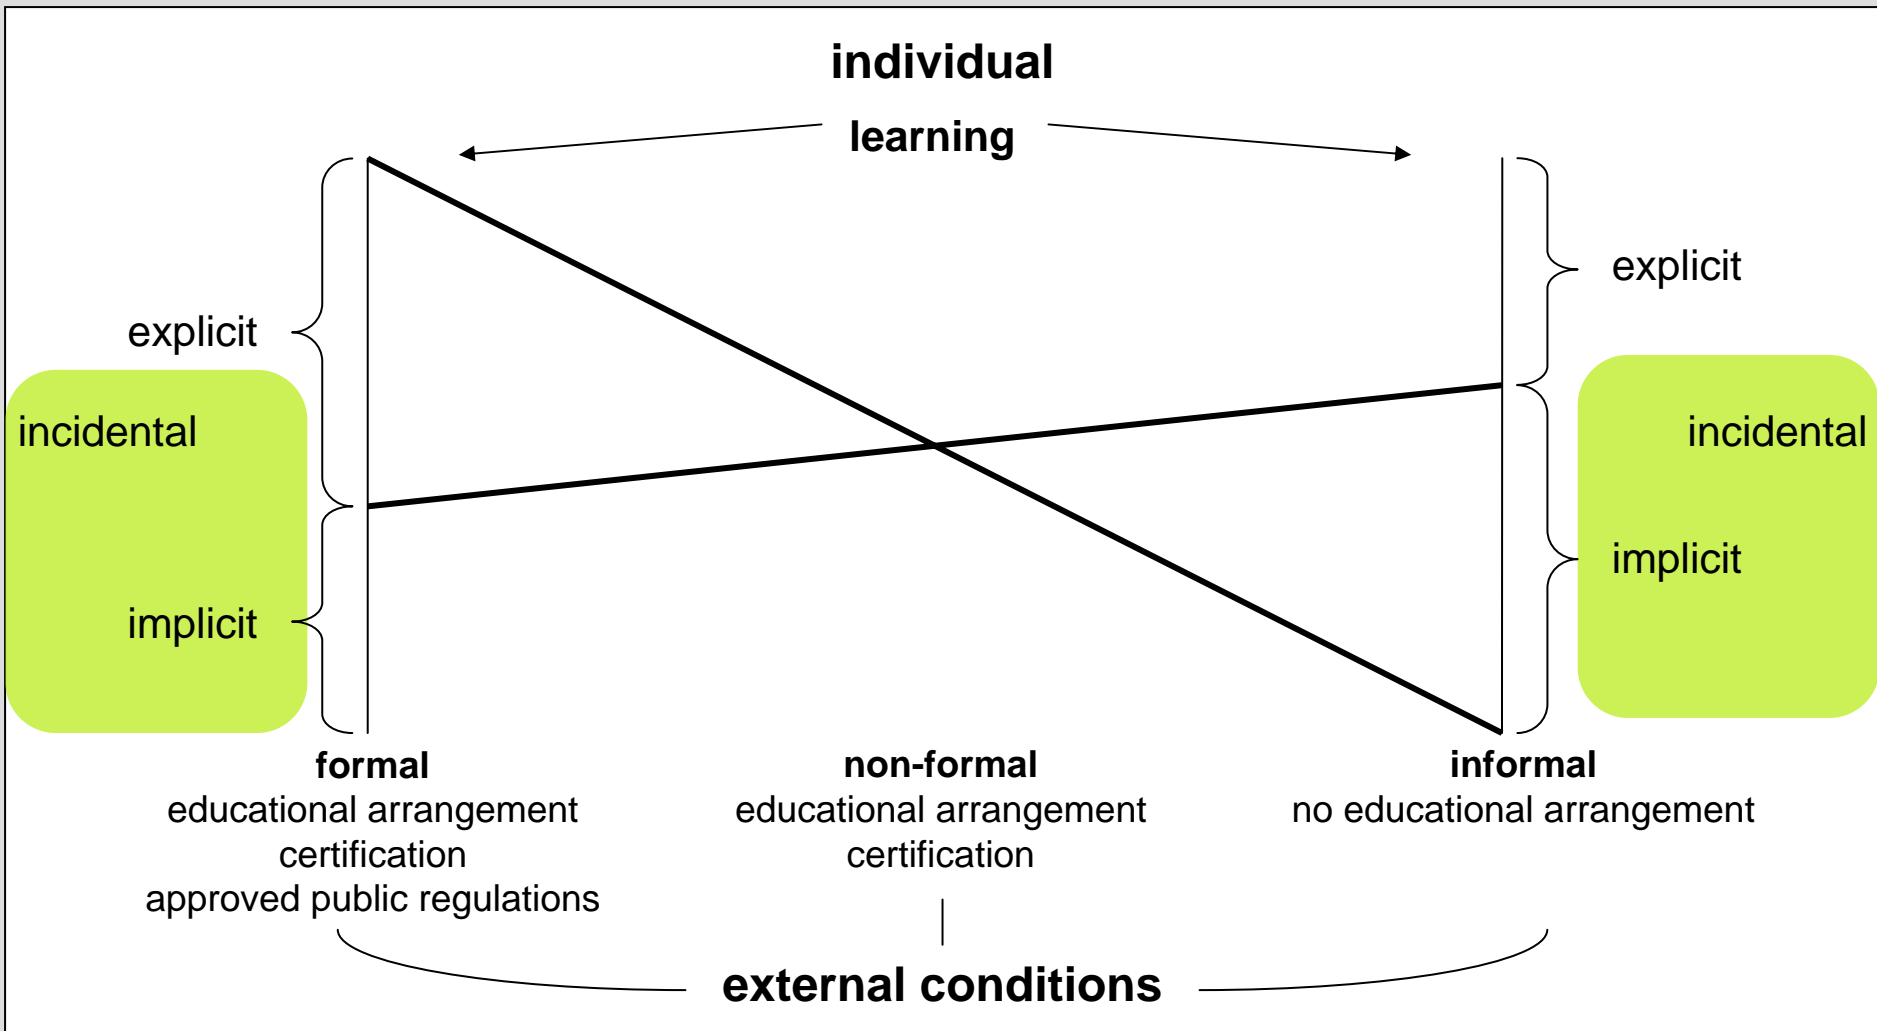 individual
learning
explicit
explicit
incidental
incidental
implicit
implicit
formal
educational arrangement
certification
approved public regulations
non-formal
educational arrangement
certification
informal
no educational arrangement
external conditions